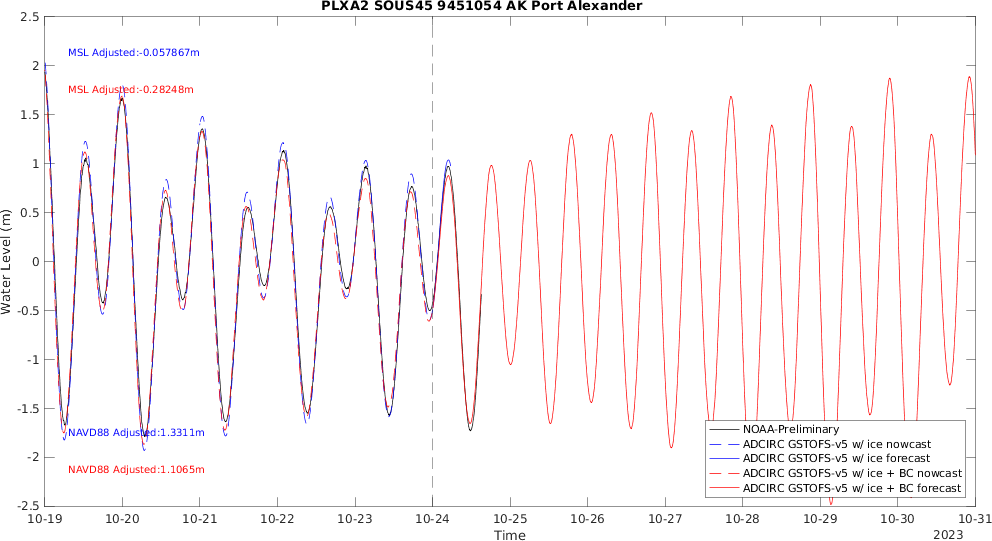 PLXA2 SOUS45 9451054 AK Port Alexander
2.5
2
1.5
1
0.5
0
-0.5
-1
-1.5
-2
-2.5
Water Level (m)
MSL Adjusted:-0.057867m
MSL Adjusted:-0.28248m
NAVD88 Adjusted:1.3311m
NAVD88 Adjusted:1.1065m
NOAA-Preliminary
ADCIRC GSTOFS-v5 w/ ice nowcast
ADCIRC GSTOFS-v5 w/ ice forecast
ADCIRC GSTOFS-v5 w/ ice + BC nowcast
ADCIRC GSTOFS-v5 w/ ice + BC forecast
10-19 10-20 10-21 10-22 10-23 10-24 10-25 10-26 10-27 10-28 10-29 10-30 10-31
Time
2023